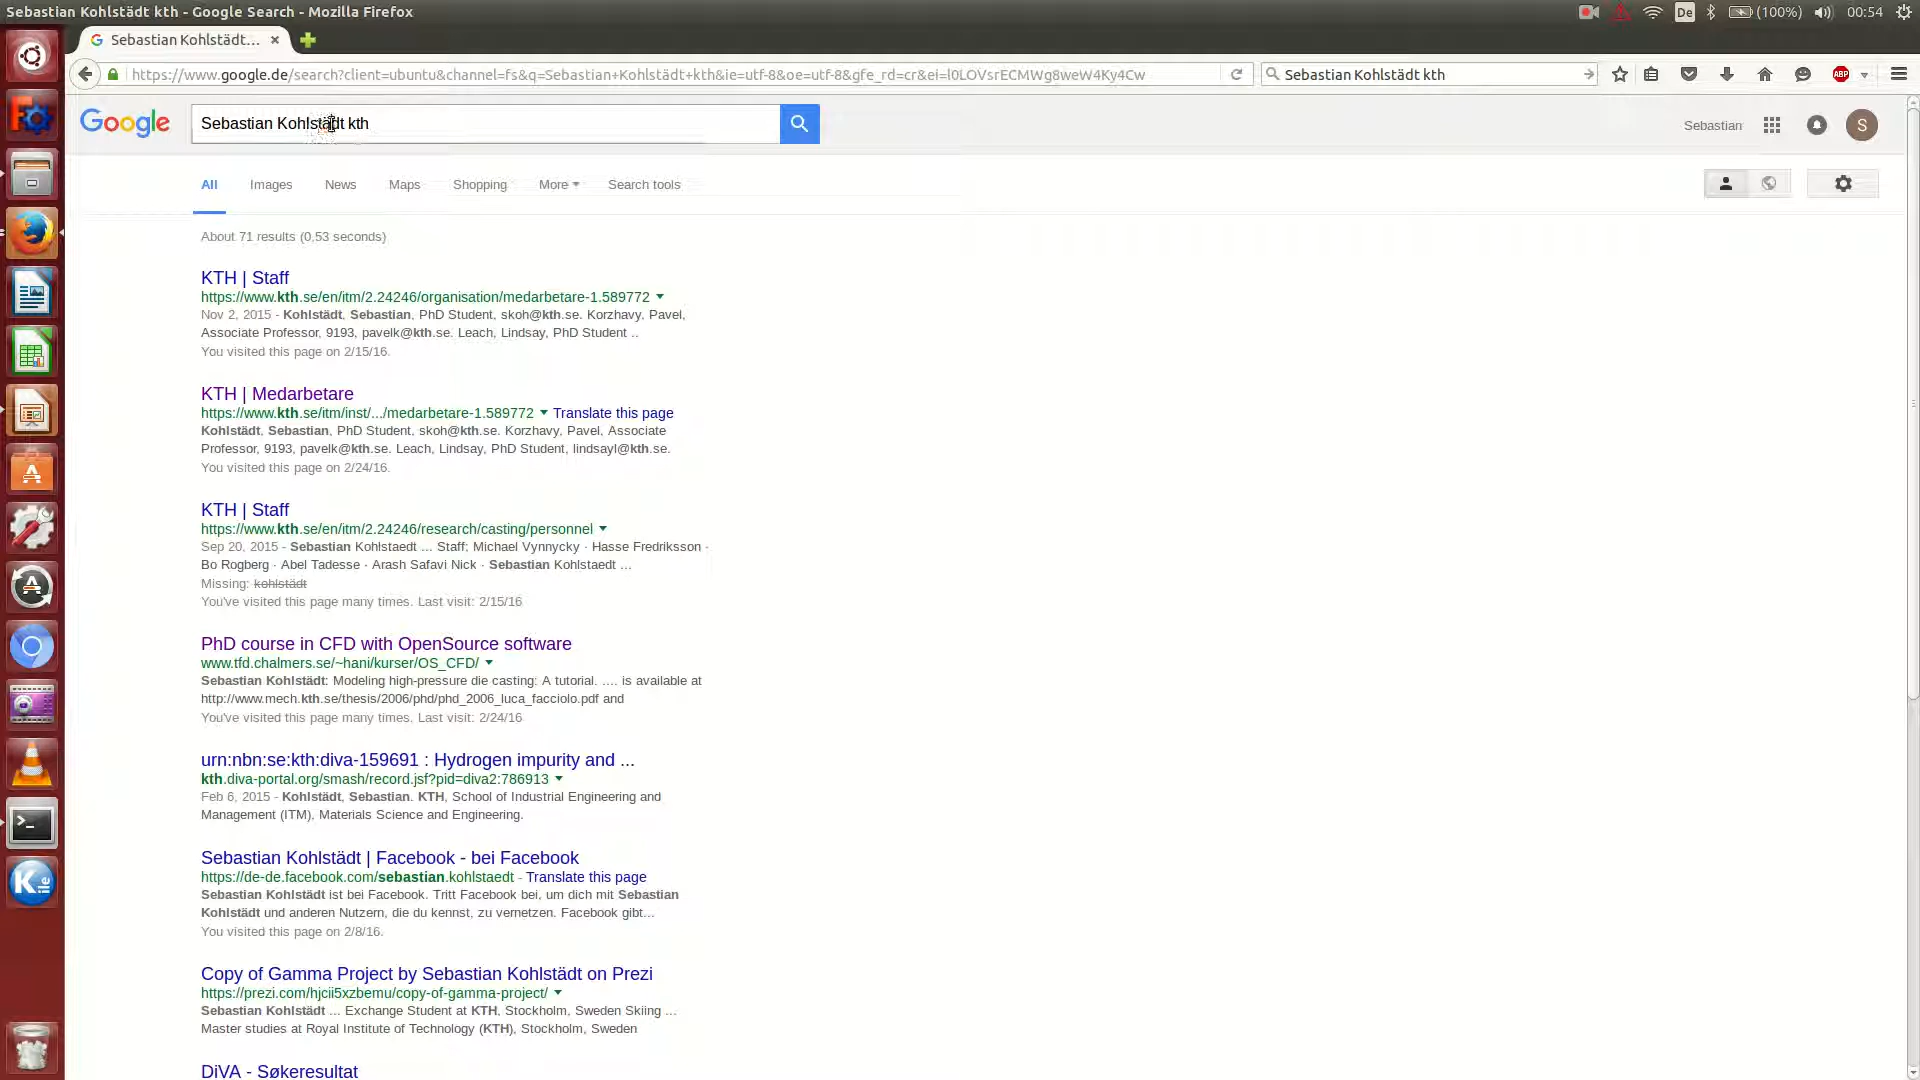 Sebastian Kohlstädt kth - Google Search - Mozilla Firefox
De
(100%)
00:54
Sebastian Kohlstädt...
https://www.google.de/search?client=ubuntu&channel=fs&q=Sebastian+Kohlstädt+kth&ie=utf-8&oe=utf-8&gfe_rd=cr&ei=l0LOVsrECMWg8weW4Ky4Cw
Sebastian Kohlstädt kth
ABP
Google
Sebastian Kohlstädt kth
Sebastian
S
All Images News Maps Shopping More Search tools
About 71 results (0,53 seconds)
KTH | Staff
https://www.kth.se/en/itm/2.24246/organisation/medarbetare-1.589772
Nov 2, 2015 - Kohlstädt, Sebastian, PhD Student, skoh@kth.se. Korzhavy, Pavel,
Associate Professor, 9193, pavelk@kth.se. Leach, Lindsay, PhD Student ..
You visited this page on 2/15/16.
KTH | Medarbetare
https://www.kth.se/itm/inst/.../medarbetare-1.589772 Translate this page
Kohlstädt, Sebastian, PhD Student, skoh@kth.se. Korzhavy, Pavel, Associate
Professor, 9193, pavelk@kth.se. Leach, Lindsay, PhD Student, lindsayl@kth.se.
You visited this page on 2/24/16.
KTH | Staff
https://www.kth.se/en/itm/2.24246/research/casting/personnel
Sep 20, 2015 - Sebastian Kohlstaedt ... Staff; Michael Vynnycky · Hasse Fredriksson ·
Bo Rogberg · Abel Tadesse · Arash Safavi Nick · Sebastian Kohlstaedt ...
Missing: kohlstädt
You've visited this page many times. Last visit: 2/15/16
PhD course in CFD with OpenSource software
www.tfd.chalmers.se/~hani/kurser/OS_CFD/
Sebastian Kohlstädt: Modeling high-pressure die casting: A tutorial. .... is available at
http://www.mech.kth.se/thesis/2006/phd/phd_2006_luca_facciolo.pdf and
You've visited this page many times. Last visit: 2/24/16
urn:nbn:se:kth:diva-159691 : Hydrogen impurity and ...
kth.diva-portal.org/smash/record.jsf?pid=diva2:786913
Feb 6, 2015 - Kohlstädt, Sebastian. KTH, School of Industrial Engineering and
Management (ITM), Materials Science and Engineering.
Sebastian Kohlstädt | Facebook - bei Facebook
https://de-de.facebook.com/sebastian.kohlstaedt - Translate this page
Sebastian Kohlstädt ist bei Facebook. Tritt Facebook bei, um dich mit Sebastian
Kohlstädt und anderen Nutzern, die du kennst, zu vernetzen. Facebook gibt...
You visited this page on 2/8/16.
Copy of Gamma Project by Sebastian Kohlstädt on Prezi
https://prezi.com/hjcii5xzbemu/copy-of-gamma-project/
Sebastian Kohlstädt ... Exchange Student at KTH, Stockholm, Sweden Skiing ...
Master studies at Royal Institute of Technology (KTH), Stockholm, Sweden
DiVA - Søkeresultat